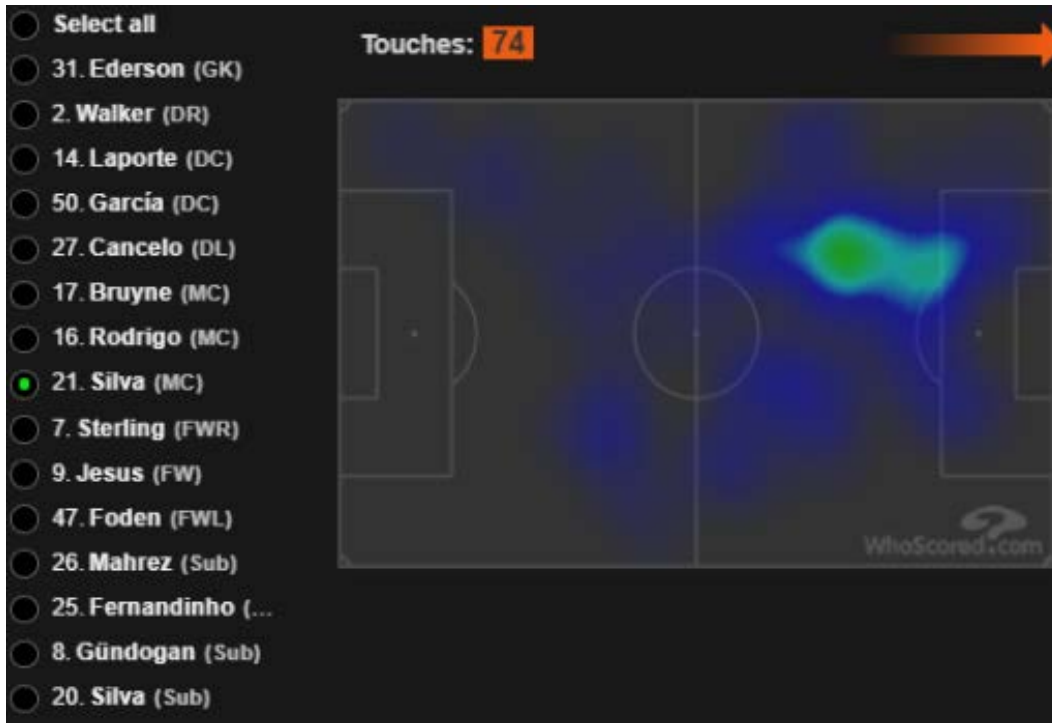 Select all
Touches: 74
31. Ederson (GK)
2. Walker (DR)
14. Laporte (DC)
50. García (DC)
27. Cancelo (DL)
17. Bruyne (MC)
16. Rodrigo (MC)
21. Silva (MC)
7. Sterling (FWR)
9. Jesus (FW)
47. Foden (FWL)
26. Mahrez (Sub)
25. Fernandinho (...
8. Gündogan (Sub)
20. Silva (Sub)
WhoScored.com